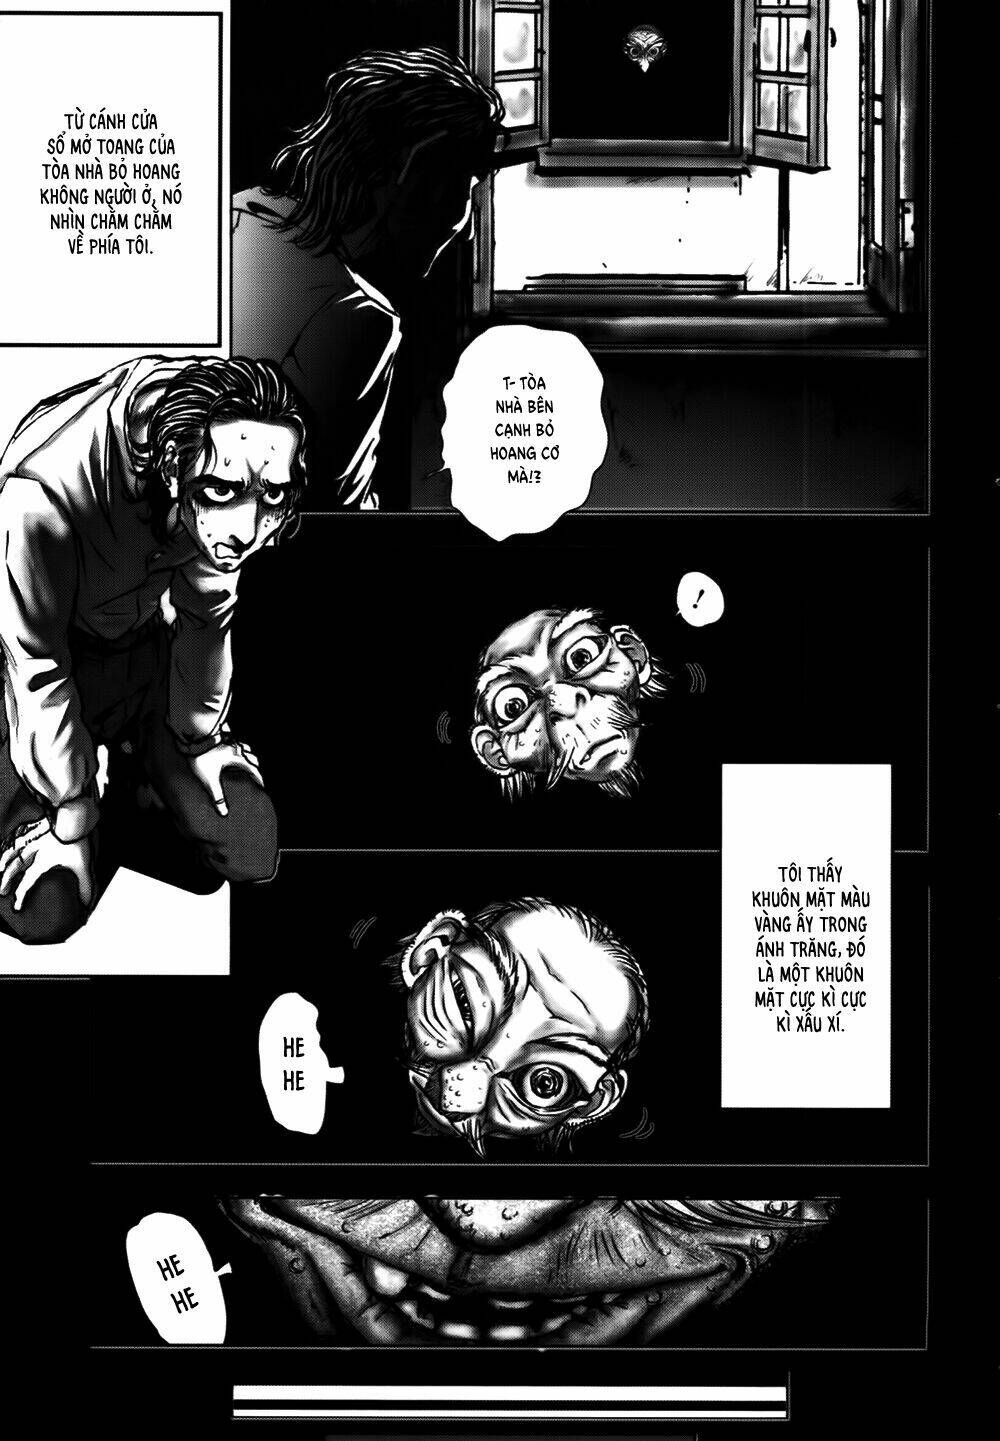 TỪ CÁNH CỬA
SỔ MỞ TOANG CỦA
TÒA NHÀ BỎ HOANG
KHÔNG NGƯỜI Ở, NÓ
NHÌN CHẰM CHẰM
VỀ PHÍA TÔI.
T- TÒA
NHÀ BÊN
CẠNH BỎ
HOANG CƠ
MÀ!?
!
TÔI THẤY
KHUÔN MẶT MÀU
VÀNG ẤY TRONG
ÁNH TRĂNG, ĐÓ
LÀ MỘT KHUÔN
MẶT CỰC KÌ CỰC
KÌ XẤU XÍ.
HE
HE
HE
HE